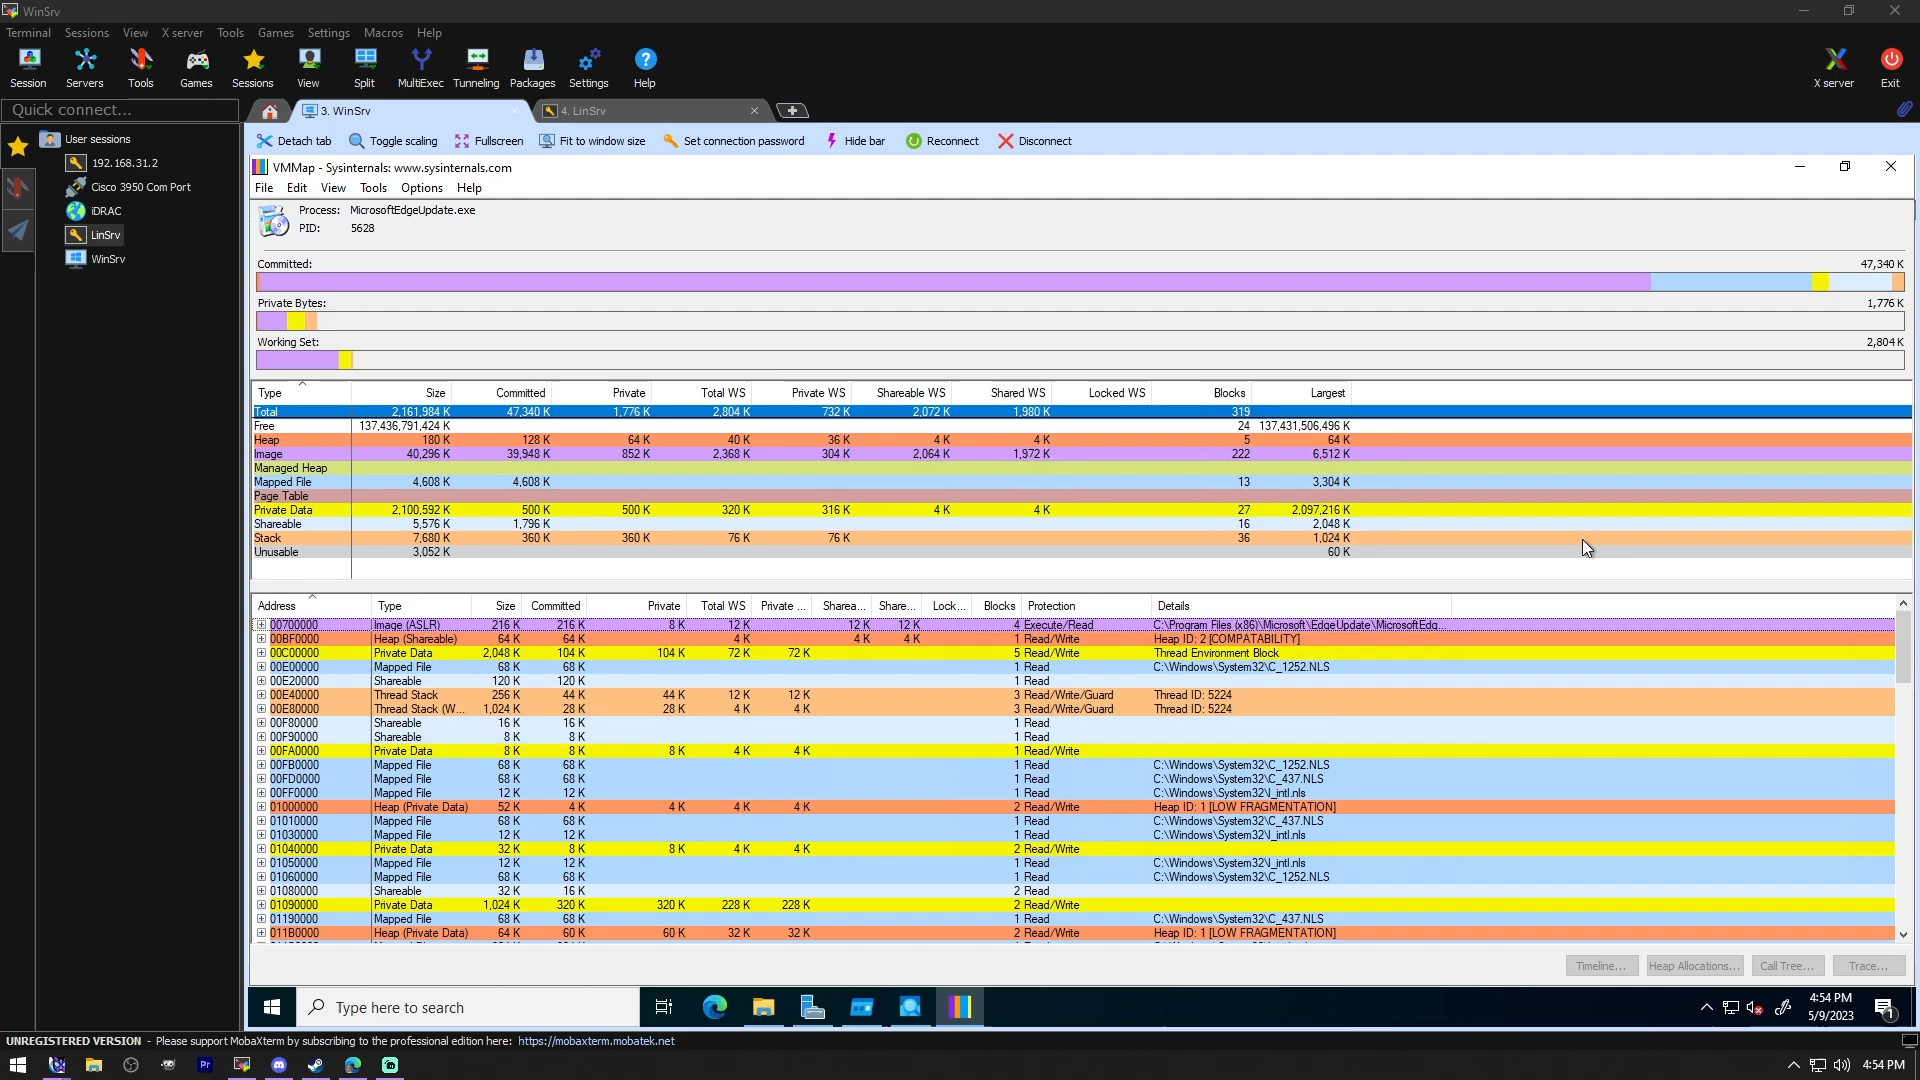 WinSrv
Terminal Sessions View X server Tools Games Settings Macros Help
Session Servers Tools Games Sessions View Split MultiExec Tunneling Packages Settings Help X server Exit
Quick connect...
3. WinSrv 4. LinSrv
User sessions
192.168.31.2
Cisco 3950 Com Port
iDRAC
LinSrv
WinSrv
Detach tab Toggle scaling Fullscreen Fit to window size Set connection password Hide bar Reconnect Disconnect
VMMap - Sysinternals: www.sysinternals.com
File Edit View Tools Options Help
Process: MicrosoftEdgeUpdate.exe
PID: 5628
Committed: 47,340 K
Private Bytes: 1,776 K
Working Set: 2,804 K
Type Size Committed Private Total WS Private WS Shareable WS Shared WS Locked WS Blocks Largest
Total 2,161,984 K 47,340 K 1,776 K 2,804 K 732 K 2,072 K 1,980 K 319
Free 137,436,791,424 K 24 137,431,506,496 K
Heap 180 K 128 K 64 K 40 K 36 K 4 K 4 K 5 64 K
Image 40,296 K 39,948 K 852 K 2,368 K 304 K 2,064 K 1,972 K 222 6,512 K
Managed Heap
Mapped File 4,608 K 4,608 K 13 3,304 K
Page Table
Private Data 2,100,592 K 500 K 500 K 320 K 316 K 4 K 4 K 27 2,097,216 K
Shareable 5,576 K 1,796 K 16 2,048 K
Stack 7,680 K 360 K 360 K 76 K 76 K 36 1,024 K
Unusable 3,052 K 60 K
Address Type Size Committed Private Total WS Private ... Sharea... Share... Lock... Blocks Protection Details
00700000 Image (ASLR) 216 K 216 K 8 K 12 K 12 K 12 K 4 Execute/Read C:\Program Files (x86)\Microsoft\EdgeUpdate\MicrosoftEdg...
00BF0000 Heap (Shareable) 64 K 64 K 4 K 4 K 4 K 1 Read/Write Heap ID: 2 [COMPATABILITY]
00C00000 Private Data 2,048 K 104 K 104 K 72 K 72 K 5 Read/Write Thread Environment Block
00E00000 Mapped File 68 K 68 K 1 Read C:\Windows\System32\C_1252.NLS
00E20000 Shareable 120 K 120 K 1 Read
00E40000 Thread Stack 256 K 44 K 44 K 12 K 12 K 3 Read/Write/Guard Thread ID: 5224
00E80000 Thread Stack (W... 1,024 K 28 K 28 K 4 K 4 K 3 Read/Write/Guard Thread ID: 5224
00F80000 Shareable 16 K 16 K 1 Read
00F90000 Shareable 8 K 8 K 1 Read
00FA0000 Private Data 8 K 8 K 8 K 4 K 4 K 1 Read/Write
00FB0000 Mapped File 68 K 68 K 1 Read C:\Windows\System32\C_1252.NLS
00FD0000 Mapped File 68 K 68 K 1 Read C:\Windows\System32\C_437.NLS
00FF0000 Mapped File 12 K 12 K 1 Read C:\Windows\System32\l_intl.nls
01000000 Heap (Private Data) 52 K 4 K 4 K 4 K 4 K 2 Read/Write Heap ID: 1 [LOW FRAGMENTATION]
01010000 Mapped File 68 K 68 K 1 Read C:\Windows\System32\C_437.NLS
01030000 Mapped File 12 K 12 K 1 Read C:\Windows\System32\l_intl.nls
01040000 Private Data 32 K 8 K 8 K 4 K 4 K 2 Read/Write
01050000 Mapped File 12 K 12 K 1 Read C:\Windows\System32\l_intl.nls
01060000 Mapped File 68 K 68 K 1 Read C:\Windows\System32\C_1252.NLS
01080000 Shareable 32 K 16 K 2 Read
01090000 Private Data 1,024 K 320 K 320 K 228 K 228 K 2 Read/Write
01190000 Mapped File 68 K 68 K 1 Read C:\Windows\System32\C_437.NLS
011B0000 Heap (Private Data) 64 K 60 K 60 K 32 K 32 K 2 Read/Write Heap ID: 1 [LOW FRAGMENTATION]
Timeline... Heap Allocations... Call Tree... Trace...
Type here to search
4:54 PM
5/9/2023
1
UNREGISTERED VERSION - Please support MobaXterm by subscribing to the professional edition here: https://mobaxterm.mobatek.net
Pr
4:54 PM